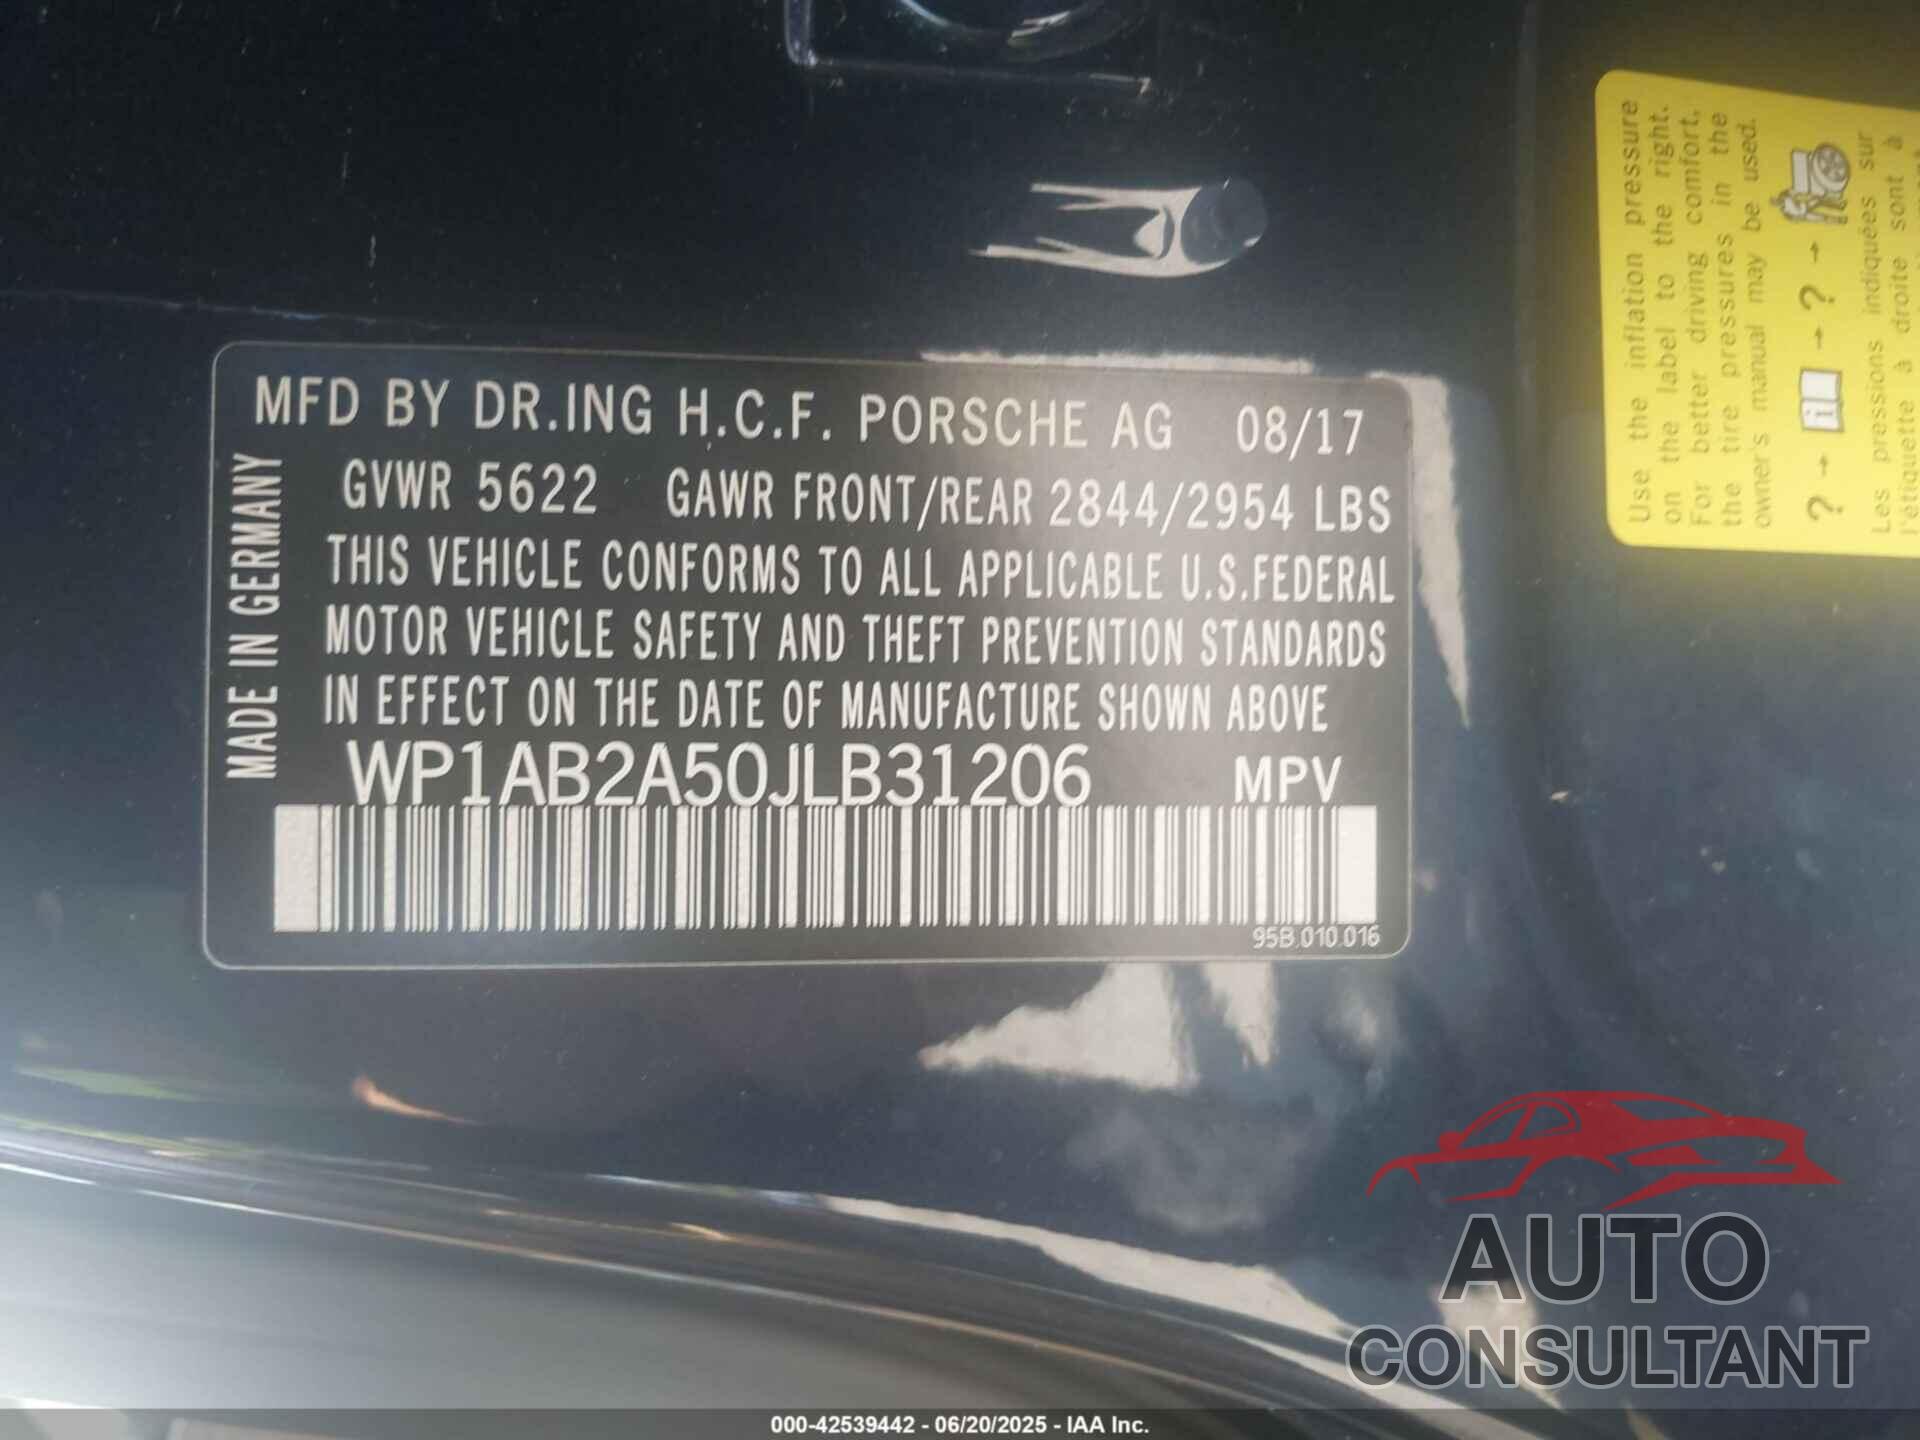 MFD BY DR.ING H.C.F. PORSCHE AG 08/17
GVWR 5622 GAWR FRONT/REAR 2844/2954 LBS
THIS VEHICLE CONFORMS TO ALL APPLICABLE U.S.FEDERAL
MOTOR VEHICLE SAFETY AND THEFT PREVENTION STANDARDS
IN EFFECT ON THE DATE OF MANUFACTURE SHOWN ABOVE
WP1AB2A50JLB31206 MPV
95B.010.016
MADE IN GERMANY
Use the inflation pressure
on the label to the right.
For better driving comfort,
the tire pressures in the
owner's manual may be used.
? → i → ? →
Les pressions indiquées sur
l'étiquette à droite sont à
AUTO
CONSULTANT
000-42539442 - 06/20/2025 - IAA Inc.